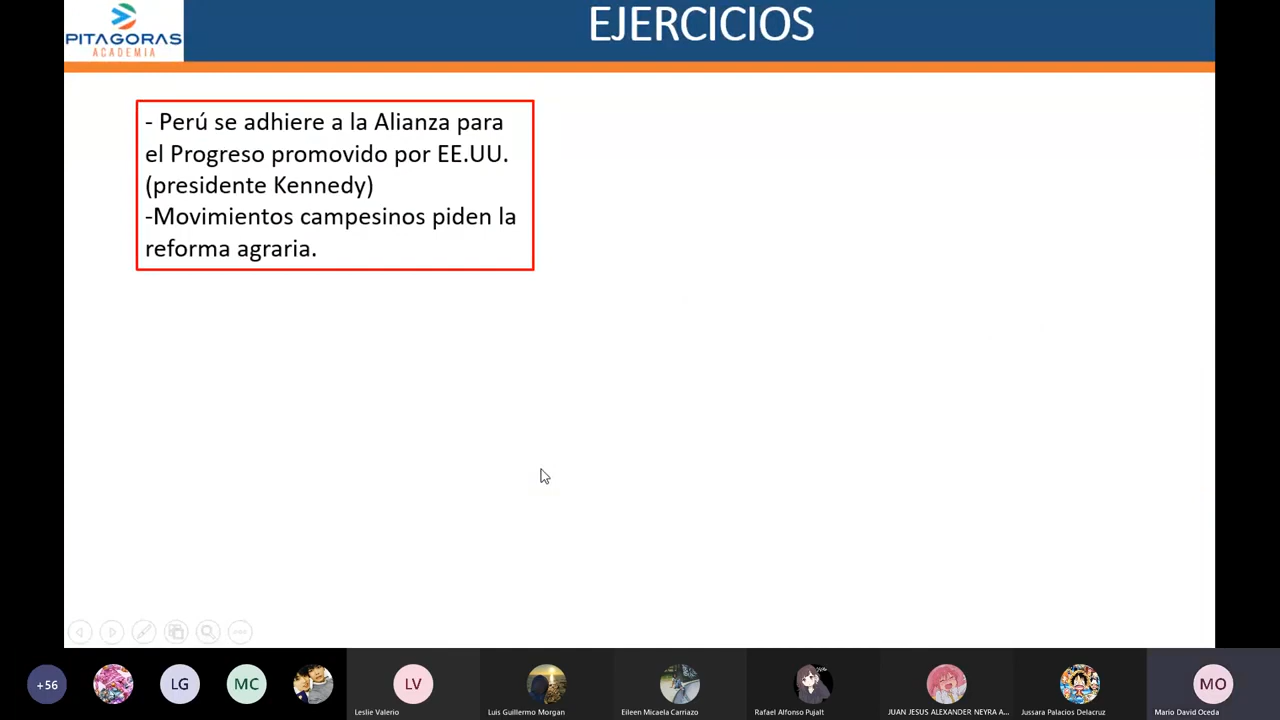 PITAGORAS
ACADEMIA
EJERCICIOS
- Perú se adhiere a la Alianza para
el Progreso promovido por EE.UU.
(presidente Kennedy)
-Movimientos campesinos piden la
reforma agraria.
+56
LG
MC
LV
MO
Leslie Valerio
Luis Guillermo Morgan
Eileen Micaela Carriazo
Rafael Alfonso Pujalt
JUAN JESUS ALEXANDER NEYRA A...
Jussara Palacios Delacruz
Mario David Oceda